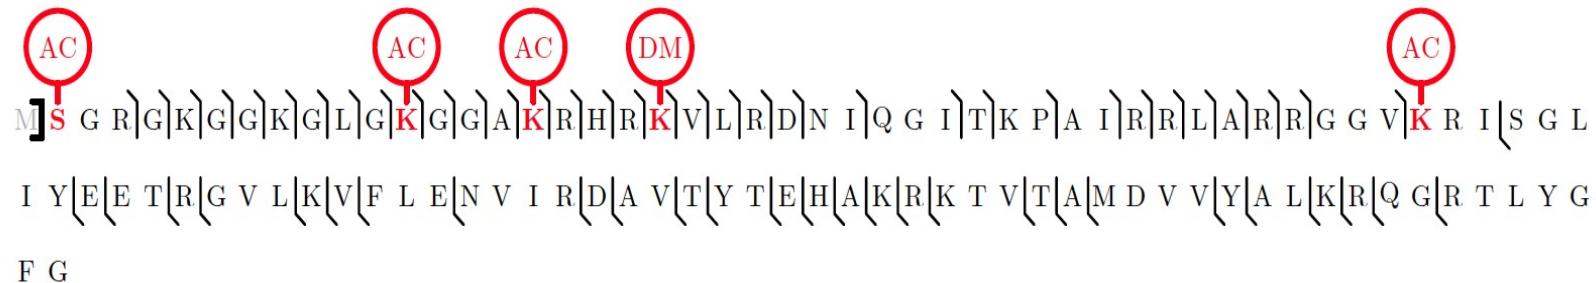 AC AC AC DM AC
M S G R G K G G K G L G K G G A K R H R K V L R D N I Q G I T K P A I R R L A R R G G V K R I S G L
I Y E E T R G V L K V F L E N V I R D A V T Y T E H A K R K T V T A M D V V Y A L K R Q G R T L Y G
F G